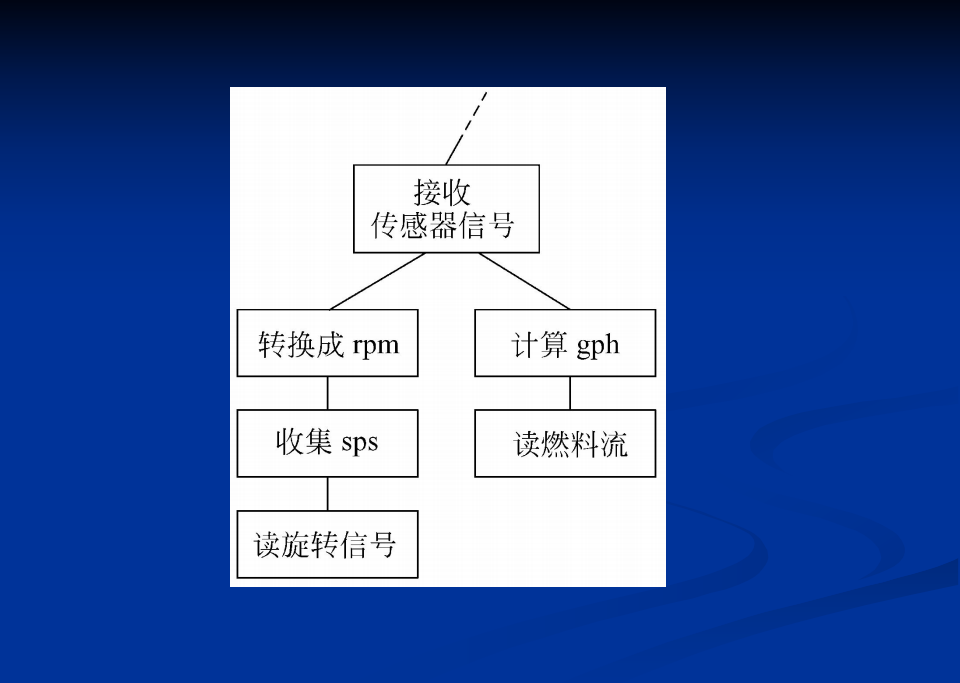 接收
传感器信号
转换成 rpm
计算 gph
收集 sps
读燃料流
读旋转信号